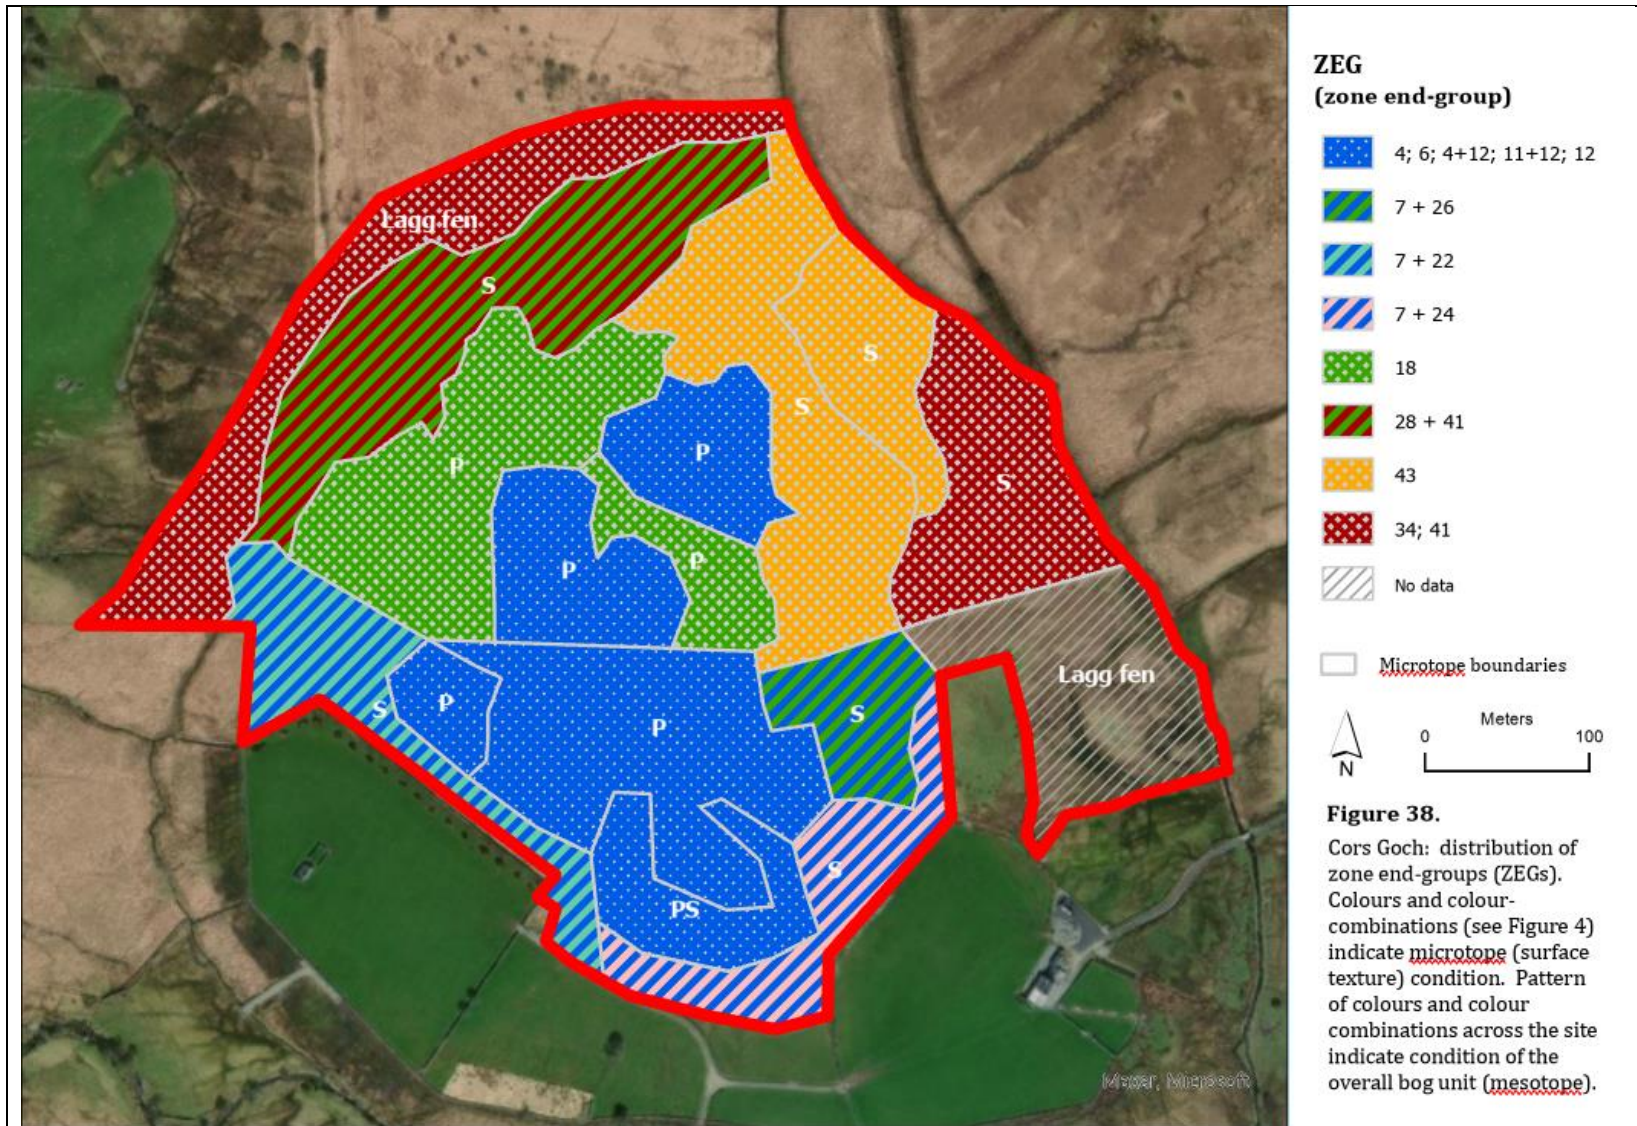 Lagg fen
S
S
S
P
P
S
S
P
P
Lagg fen
P
S
P
S
S
PS
Maxar, Microsoft
ZEG
(zone end-group)
4; 6; 4+12; 11+12; 12
7 + 26
7 + 22
7 + 24
18
28 + 41
43
34; 41
No data
Microtope boundaries
N
Meters
0 100
Figure 38.
Cors Goch: distribution of
zone end-groups (ZEGs).
Colours and colour-
combinations (see Figure 4)
indicate microtope (surface
texture) condition. Pattern
of colours and colour
combinations across the site
indicate condition of the
overall bog unit (mesotope).